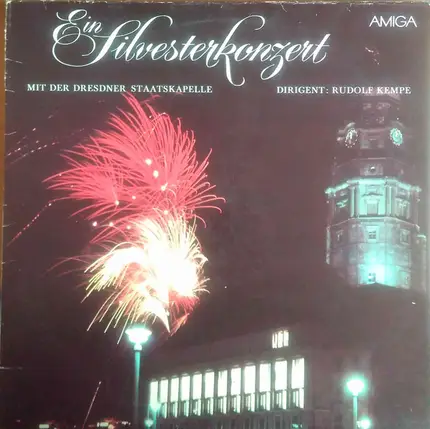 Ein
Silvesterkonzert
AMIGA
MIT DER DRESDNER STAATSKAPELLE
DIRIGENT: RUDOLF KEMPE